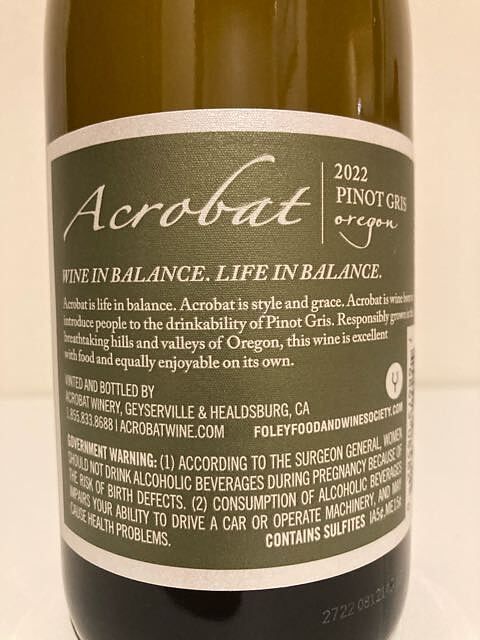 Acrobat
2022
PINOT GRIS
oregon
WINE IN BALANCE. LIFE IN BALANCE.
Acrobat is life in balance. Acrobat is style and grace. Acrobat is wine
introduce people to the drinkability of Pinot Gris. Responsibly grown
breathtaking hills and valleys of Oregon, this wine is excellent
with food and equally enjoyable on its own.
VINTED AND BOTTLED BY
ACROBAT WINERY, GEYSERVILLE & HEALDSBURG, CA
1.855.833.8688 | ACROBATWINE.COM
FOLEYFOODANDWINESOCIETY.COM
GOVERNMENT WARNING: (1) ACCORDING TO THE SURGEON GENERAL, WOMEN
SHOULD NOT DRINK ALCOHOLIC BEVERAGES DURING PREGNANCY BECAUSE OF
THE RISK OF BIRTH DEFECTS. (2) CONSUMPTION OF ALCOHOLIC BEVERAGES
IMPAIRS YOUR ABILITY TO DRIVE A CAR OR OPERATE MACHINERY, AND MAY
CAUSE HEALTH PROBLEMS.
CONTAINS SULFITES IA5¢, ME 15¢